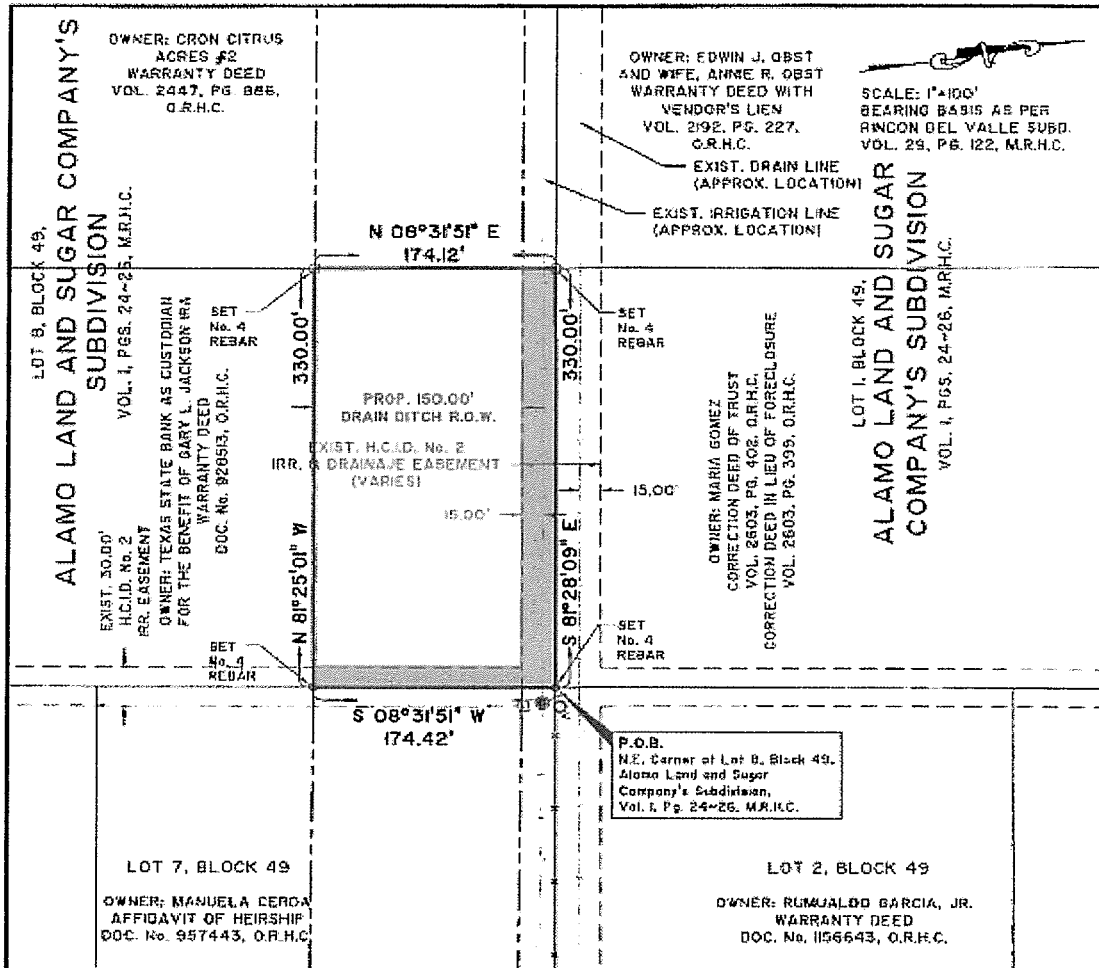 OWNER: CRON CITRUS
ACRES #2
WARRANTY DEED
VOL. 2447, PG. 886,
O.R.H.C.
OWNER: EDWIN J. OBST
AND WIFE, ANNIE R. OBST
WARRANTY DEED WITH
VENDOR'S LIEN
VOL. 2192, PG. 227,
O.R.H.C.
SCALE: 1"=100'
BEARING BASIS AS PER
RINCON DEL VALLE SUBD.
VOL. 29, PG. 122, M.R.H.C.
EXIST. DRAIN LINE
(APPROX. LOCATION)
EXIST. IRRIGATION LINE
(APPROX. LOCATION)
LOT 8, BLOCK 49,
ALAMO LAND AND SUGAR COMPANY'S
SUBDIVISION
VOL. 1, PGS. 24~26, M.R.H.C.
N 08°31'51" E
174.12'
SET
No. 4
REBAR
SET
No. 4
REBAR
330.00'
330.00'
OWNER: TEXAS STATE BANK AS CUSTODIAN
FOR THE BENEFIT OF GARY L. JACKSON IRA
WARRANTY DEED
DOC. No. 928513, O.R.H.C.
PROP. 150.00'
DRAIN DITCH R.O.W.
EXIST. H.C.I.D. No. 2
IRR. & DRAINAJE EASEMENT
(VARIES)
15.00'
15.00'
OWNER: MARIA GOMEZ
CORRECTION DEED OF TRUST
VOL. 2603, PG. 402, O.R.H.C.
CORRECTION DEED IN LIEU OF FORECLOSURE
VOL. 2603, PG. 399, O.R.H.C.
LOT 1, BLOCK 49,
ALAMO LAND AND SUGAR
COMPANY'S SUBDIVISION
VOL. 1, PGS. 24~26, M.R.H.C.
EXIST. 30.00'
H.C.I.D. No. 2
IRR. EASEMENT
N 81°25'01" W
S 81°28'09" E
SET
No. 4
REBAR
SET
No. 4
REBAR
S 08°31'51" W
174.42'
P.O.B.
N.E. Corner of Lot 8, Block 49,
Alamo Land and Sugar
Company's Subdivision,
Vol. 1, Pg. 24~26, M.R.H.C.
LOT 7, BLOCK 49
OWNER: MANUELA CERDA
AFFIDAVIT OF HEIRSHIP
DOC. No. 957443, O.R.H.C
LOT 2, BLOCK 49
OWNER: RUMUALDO GARCIA, JR.
WARRANTY DEED
DOC. No. 1156643, O.R.H.C.